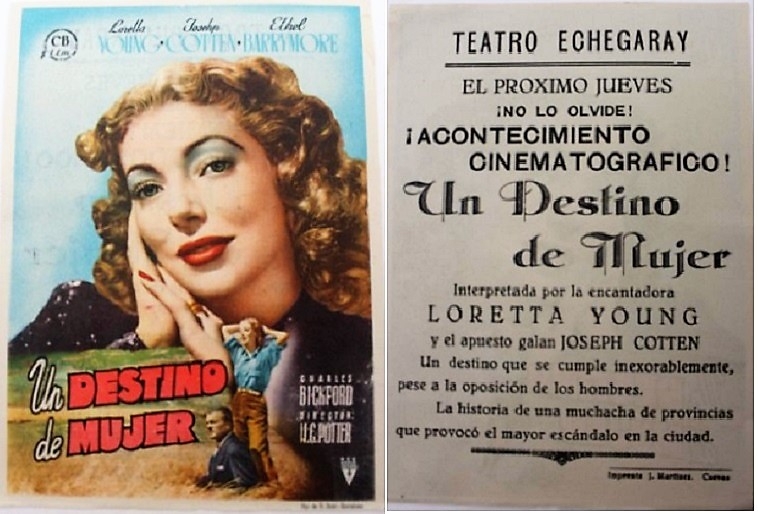 CB
Loretta Joseph Ethel
YOUNG · COTTEN · BARRYMORE
Un DESTINO
de MUJER
CHARLES
BICKFORD
DIRECTOR:
H.C. POTTER
TEATRO ECHEGARAY
EL PROXIMO JUEVES
¡NO LO OLVIDE!
¡ACONTECIMIENTO
CINEMATOGRAFICO!
Un Destino
de Mujer
Interpretada por la encantadora
LORETTA YOUNG
y el apuesto galan JOSEPH COTTEN
Un destino que se cumple inexorablemente,
pese a la oposición de los hombres.
La historia de una muchacha de provincias
que provocó el mayor escándalo en la ciudad.
Imprenta J. Martinez. Cuevas